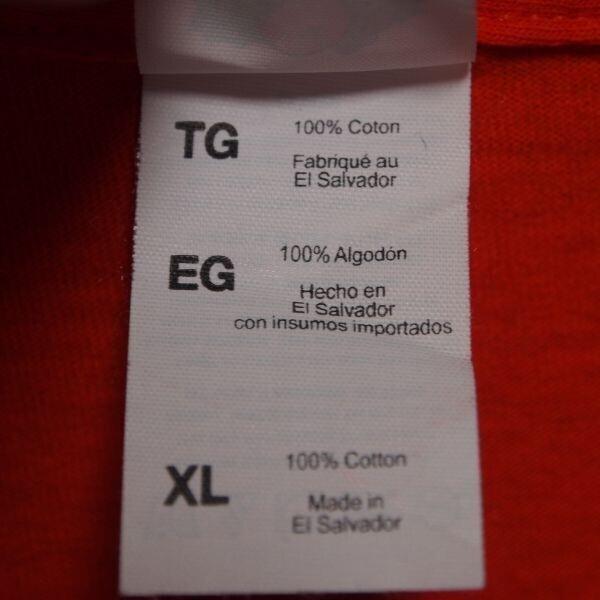 TG
100% Coton
Fabriqué au
El Salvador
EG
100% Algodón
Hecho en
El Salvador
con insumos importados
XL
100% Cotton
Made in
El Salvador